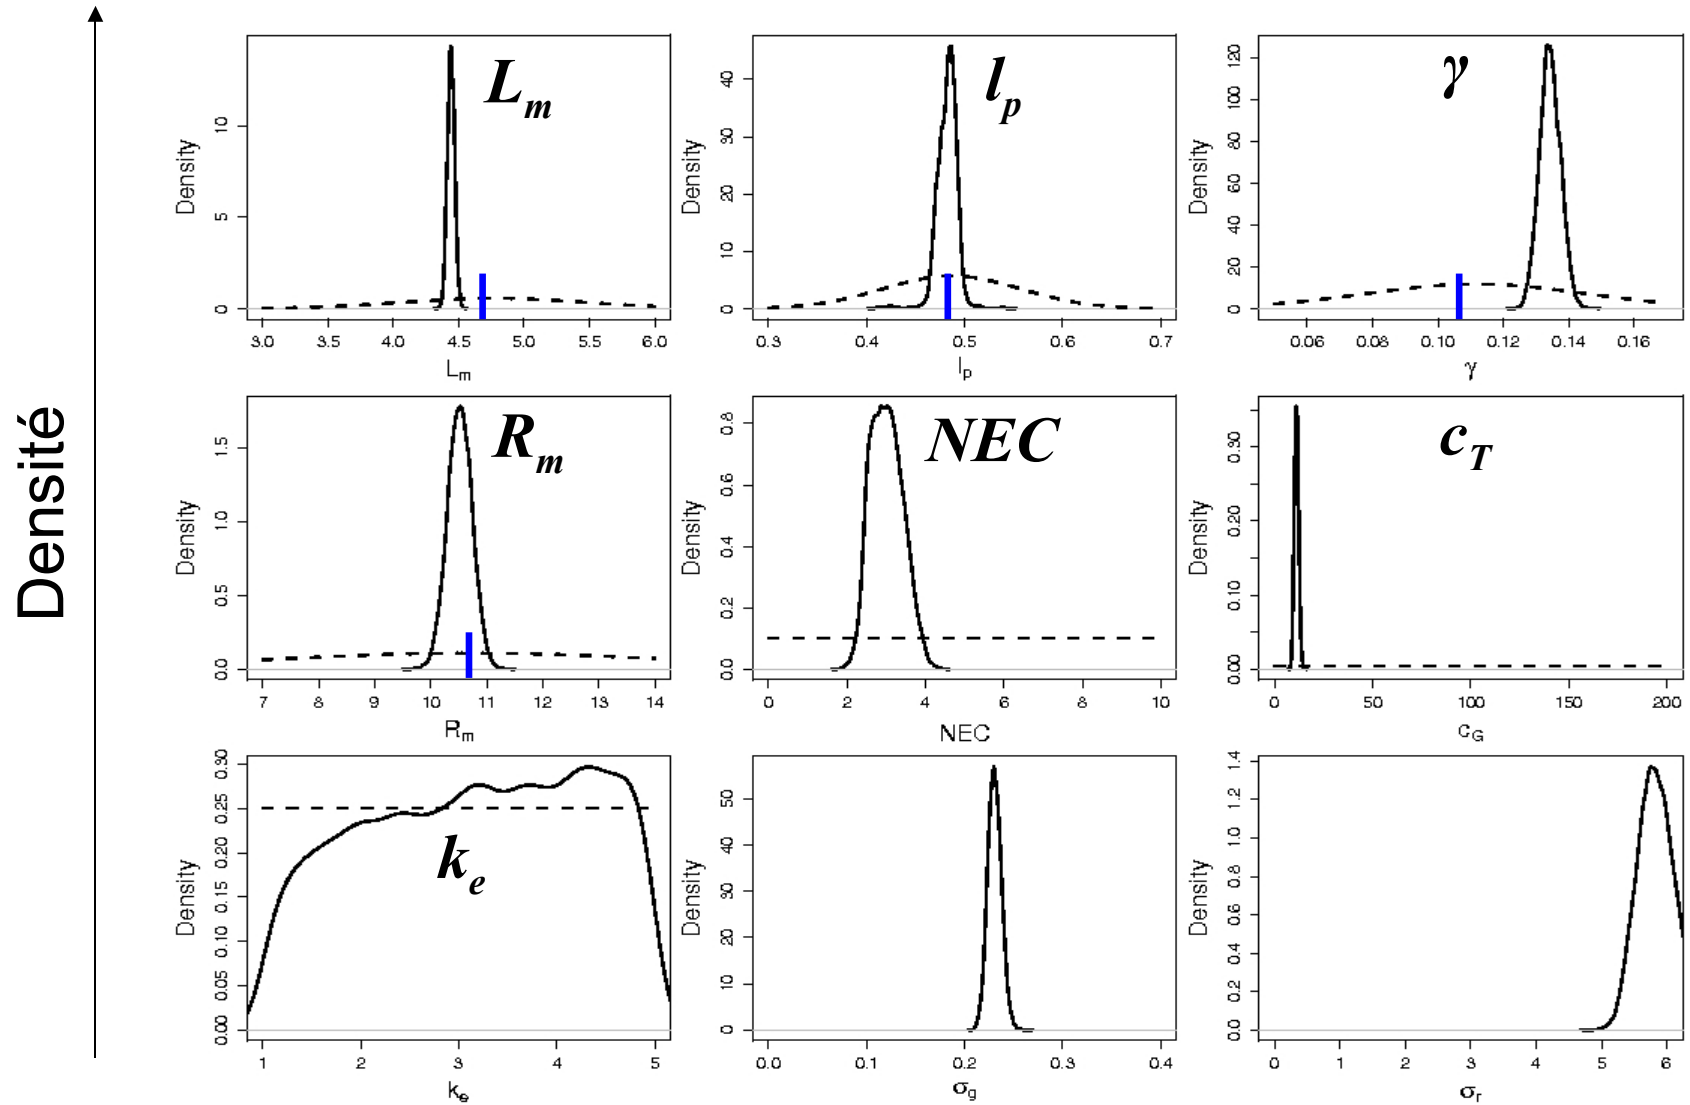 Densité
L_m
Density
0 5 10
3.0 3.5 4.0 4.5 5.0 5.5 6.0
L_m
l_p
Density
0 10 20 30 40
0.3 0.4 0.5 0.6 0.7
l_p
γ
Density
0 20 40 60 80 100 120
0.06 0.08 0.10 0.12 0.14 0.16
γ
R_m
Density
0.0 0.5 1.0 1.5
7 8 9 10 11 12 13 14
R_m
NEC
Density
0.0 0.2 0.4 0.6 0.8
0 2 4 6 8 10
NEC
c_T
Density
0.00 0.10 0.20 0.30
0 50 100 150 200
c_G
k_e
Density
0.00 0.05 0.10 0.15 0.20 0.25 0.30
1 2 3 4 5
k_e
Density
0 10 20 30 40 50
0.0 0.1 0.2 0.3 0.4
σ_g
Density
0.0 0.2 0.4 0.6 0.8 1.0 1.2 1.4
0 1 2 3 4 5 6
σ_r